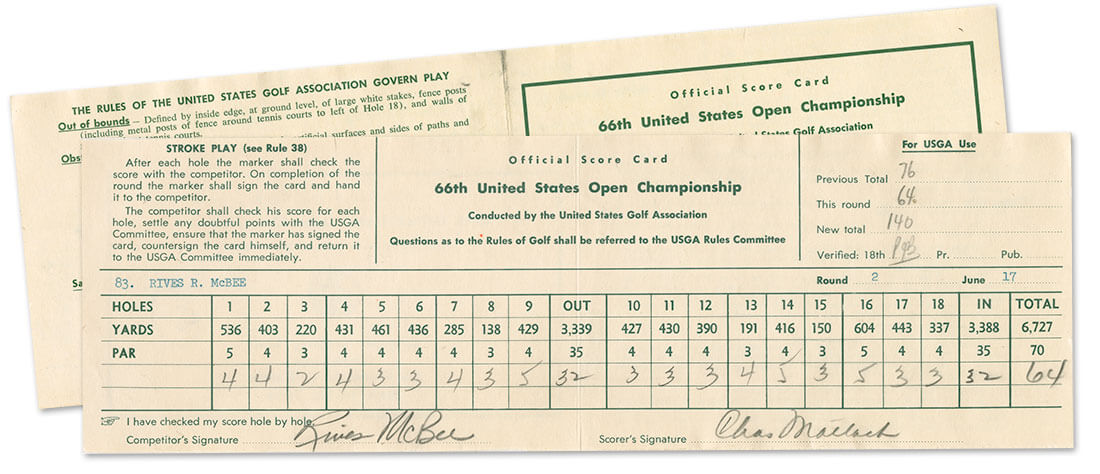 THE RULES OF THE UNITED STATES GOLF ASSOCIATION GOVERN PLAY
Out of bounds — Defined by inside edge, at ground level, of large white stakes, fence posts
(including metal posts of fence around tennis courts to left of Hole 18), and walls of
tennis courts.
surfaces and sides of paths and
Official Score Card
66th United States Open Championship
United States Golf Association
STROKE PLAY (see Rule 38)
After each hole the marker shall check the
score with the competitor. On completion of the
round the marker shall sign the card and hand
it to the competitor.
The competitor shall check his score for each
hole, settle any doubtful points with the USGA
Committee, ensure that the marker has signed the
card, countersign the card himself, and return it
to the USGA Committee immediately.
Official Score Card
66th United States Open Championship
Conducted by the United States Golf Association
Questions as to the Rules of Golf shall be referred to the USGA Rules Committee
For USGA Use
Previous Total 76
This round 64
New total 140
Verified: 18th PgB Pr. Pub.
83. RIVES R. McBEE Round 2 June 17
HOLES 1 2 3 4 5 6 7 8 9 OUT 10 11 12 13 14 15 16 17 18 IN TOTAL
YARDS 536 403 220 431 461 436 285 138 429 3,339 427 430 390 191 416 150 604 443 337 3,388 6,727
PAR 5 4 3 4 4 4 4 3 4 35 4 4 4 3 4 3 5 4 4 35 70
4 4 2 4 3 3 4 3 5 32 3 3 3 4 5 3 5 3 3 32 64
☞ I have checked my score hole by hole.
Competitor's Signature Rives McBee Scorer's Signature Chas Matlack